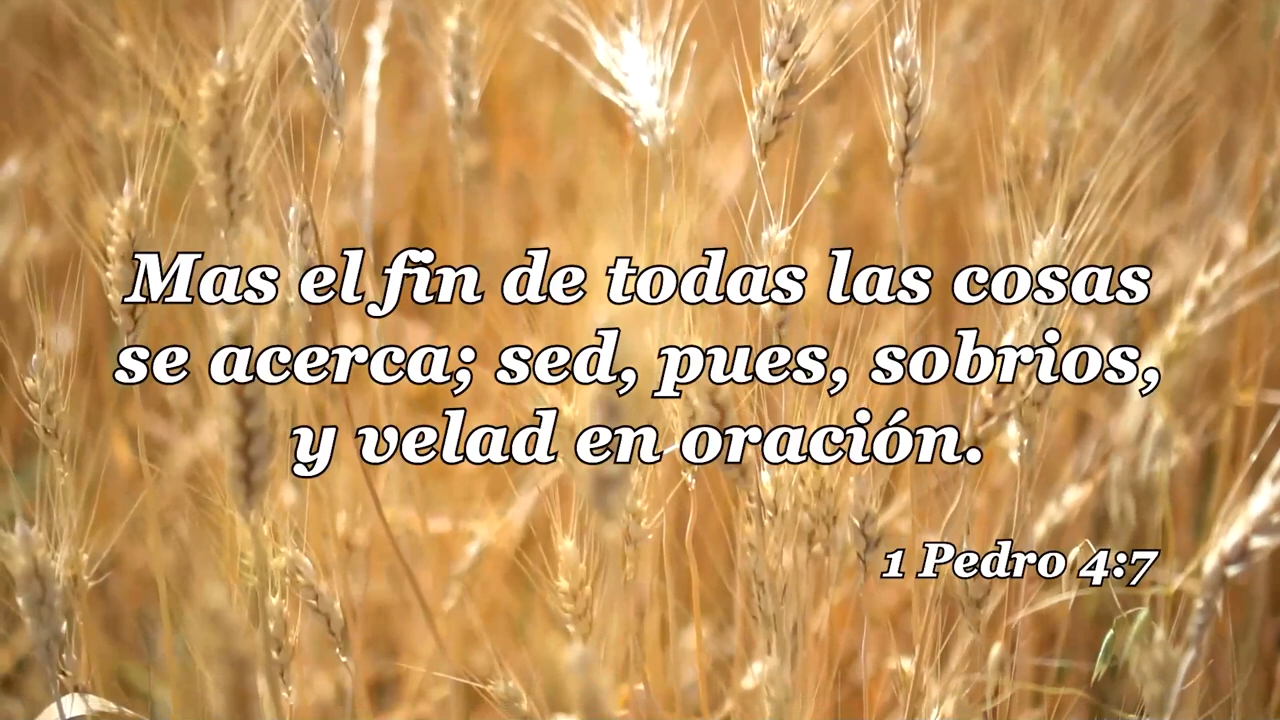 Mas el fin de todas las cosas
se acerca; sed, pues, sobrios,
y velad en oración.
1 Pedro 4:7